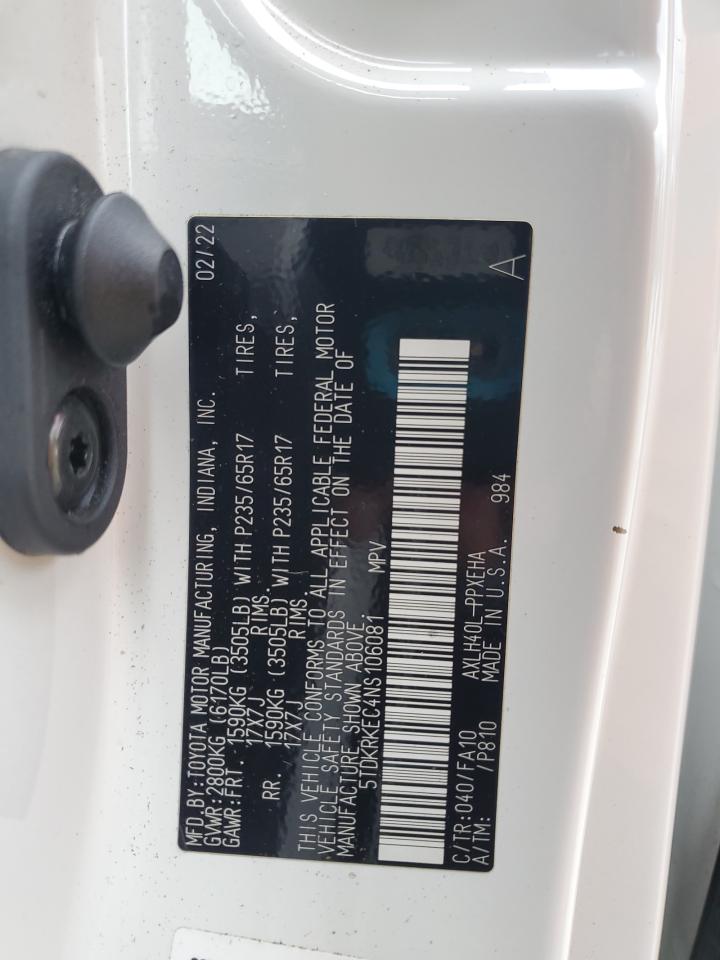 MFD.BY:TOYOTA MOTOR MANUFACTURING, INDIANA, INC. 02/22
GVWR:2800KG (6170LB)
GAWR:FRT. 1590KG (3505LB) WITH P235/65R17 TIRES,
17X7J RIMS.
RR. 1590KG (3505LB) WITH P235/65R17 TIRES,
17X7J RIMS.
THIS VEHICLE CONFORMS TO ALL APPLICABLE FEDERAL MOTOR
VEHICLE SAFETY STANDARDS IN EFFECT ON THE DATE OF
MANUFACTURE SHOWN ABOVE.
5TDKRKEC4NS106081 MPV
C/TR:040/FA10 AXLH40L-PPXEHA A
A/TM: /P810 MADE IN U.S.A. 984